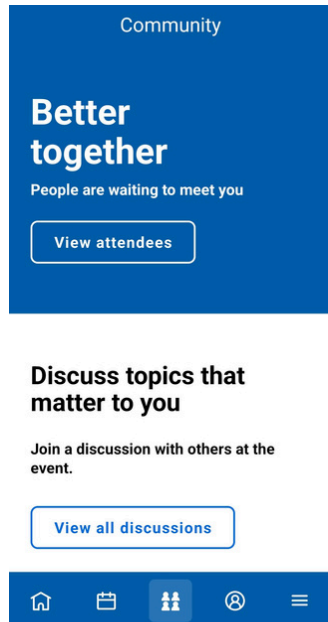 Community
Better
together
People are waiting to meet you
View attendees
Discuss topics that
matter to you
Join a discussion with others at the
event.
View all discussions